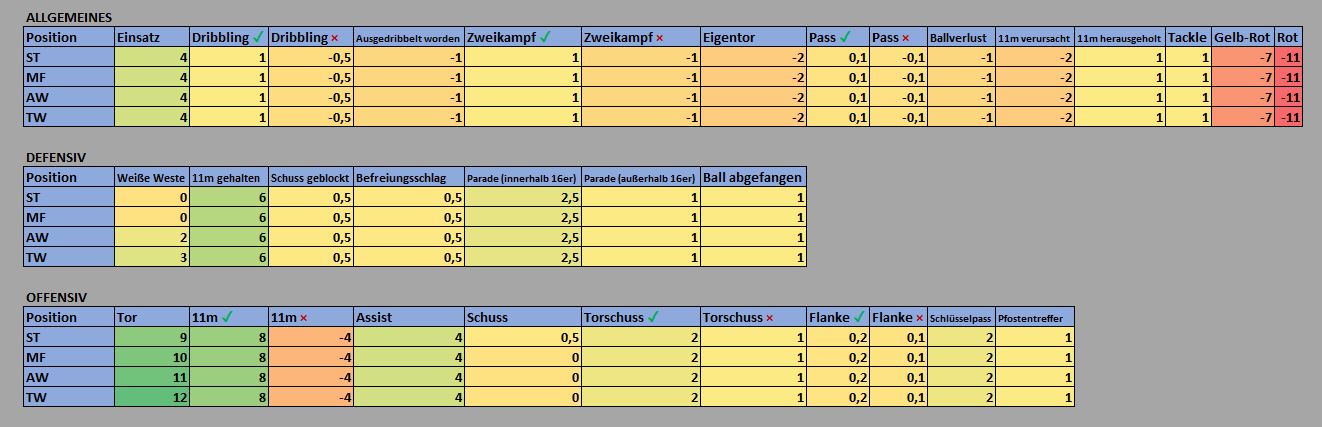 ALLGEMEINES
Position Einsatz Dribbling ✓ Dribbling × Ausgedribbelt worden Zweikampf ✓ Zweikampf × Eigentor Pass ✓ Pass × Ballverlust 11m verursacht 11m herausgeholt Tackle Gelb-Rot Rot
ST 4 1 -0,5 -1 1 -1 -2 0,1 -0,1 -1 -2 1 1 -7 -11
MF 4 1 -0,5 -1 1 -1 -2 0,1 -0,1 -1 -2 1 1 -7 -11
AW 4 1 -0,5 -1 1 -1 -2 0,1 -0,1 -1 -2 1 1 -7 -11
TW 4 1 -0,5 -1 1 -1 -2 0,1 -0,1 -1 -2 1 1 -7 -11
DEFENSIV
Position Weiße Weste 11m gehalten Schuss geblockt Befreiungsschlag Parade (innerhalb 16er) Parade (außerhalb 16er) Ball abgefangen
ST 0 6 0,5 0,5 2,5 1 1
MF 0 6 0,5 0,5 2,5 1 1
AW 2 6 0,5 0,5 2,5 1 1
TW 3 6 0,5 0,5 2,5 1 1
OFFENSIV
Position Tor 11m ✓ 11m × Assist Schuss Torschuss ✓ Torschuss × Flanke ✓ Flanke × Schlüsselpass Pfostentreffer
ST 9 8 -4 4 0,5 2 1 0,2 0,1 2 1
MF 10 8 -4 4 0 2 1 0,2 0,1 2 1
AW 11 8 -4 4 0 2 1 0,2 0,1 2 1
TW 12 8 -4 4 0 2 1 0,2 0,1 2 1